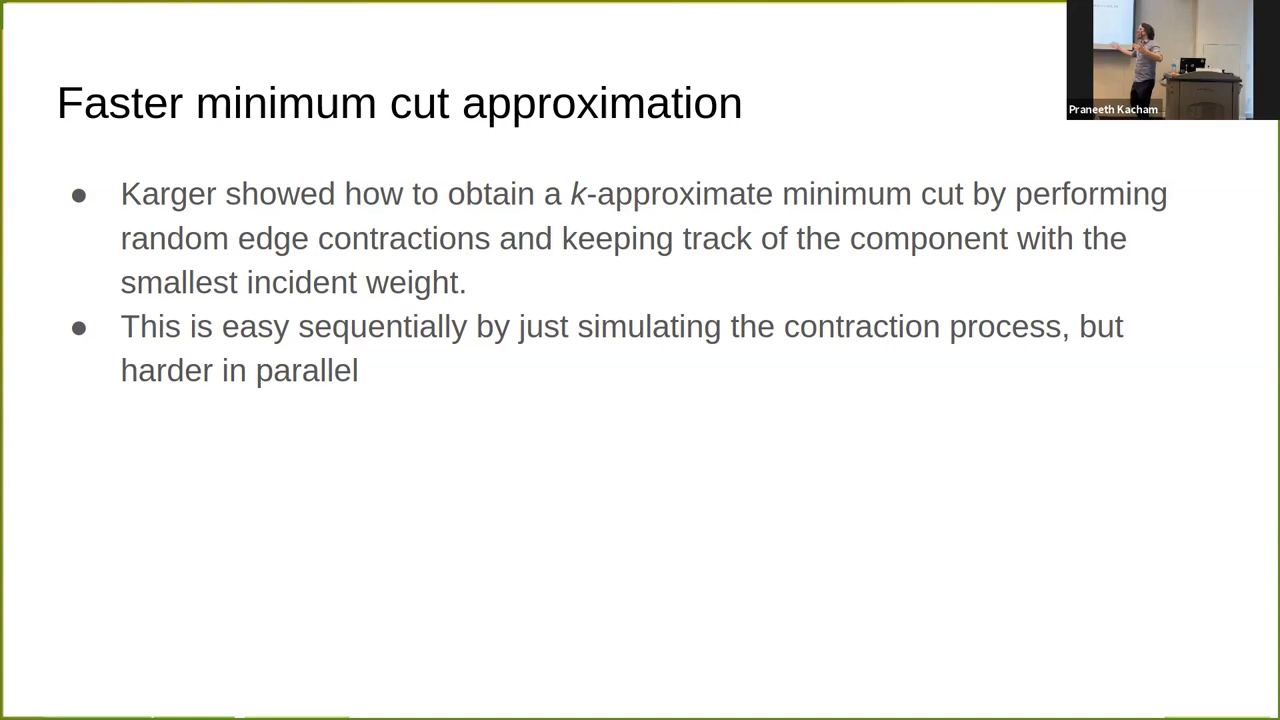 Faster minimum cut approximation
Praneeth Kacham
● Karger showed how to obtain a k-approximate minimum cut by performing
random edge contractions and keeping track of the component with the
smallest incident weight.
● This is easy sequentially by just simulating the contraction process, but
harder in parallel